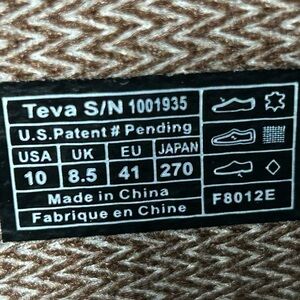 Teva S/N 1001935
U.S.Patent # Pending
USA UK EU JAPAN
10 8.5 41 270
Made in China F8012E
Fabrique en Chine